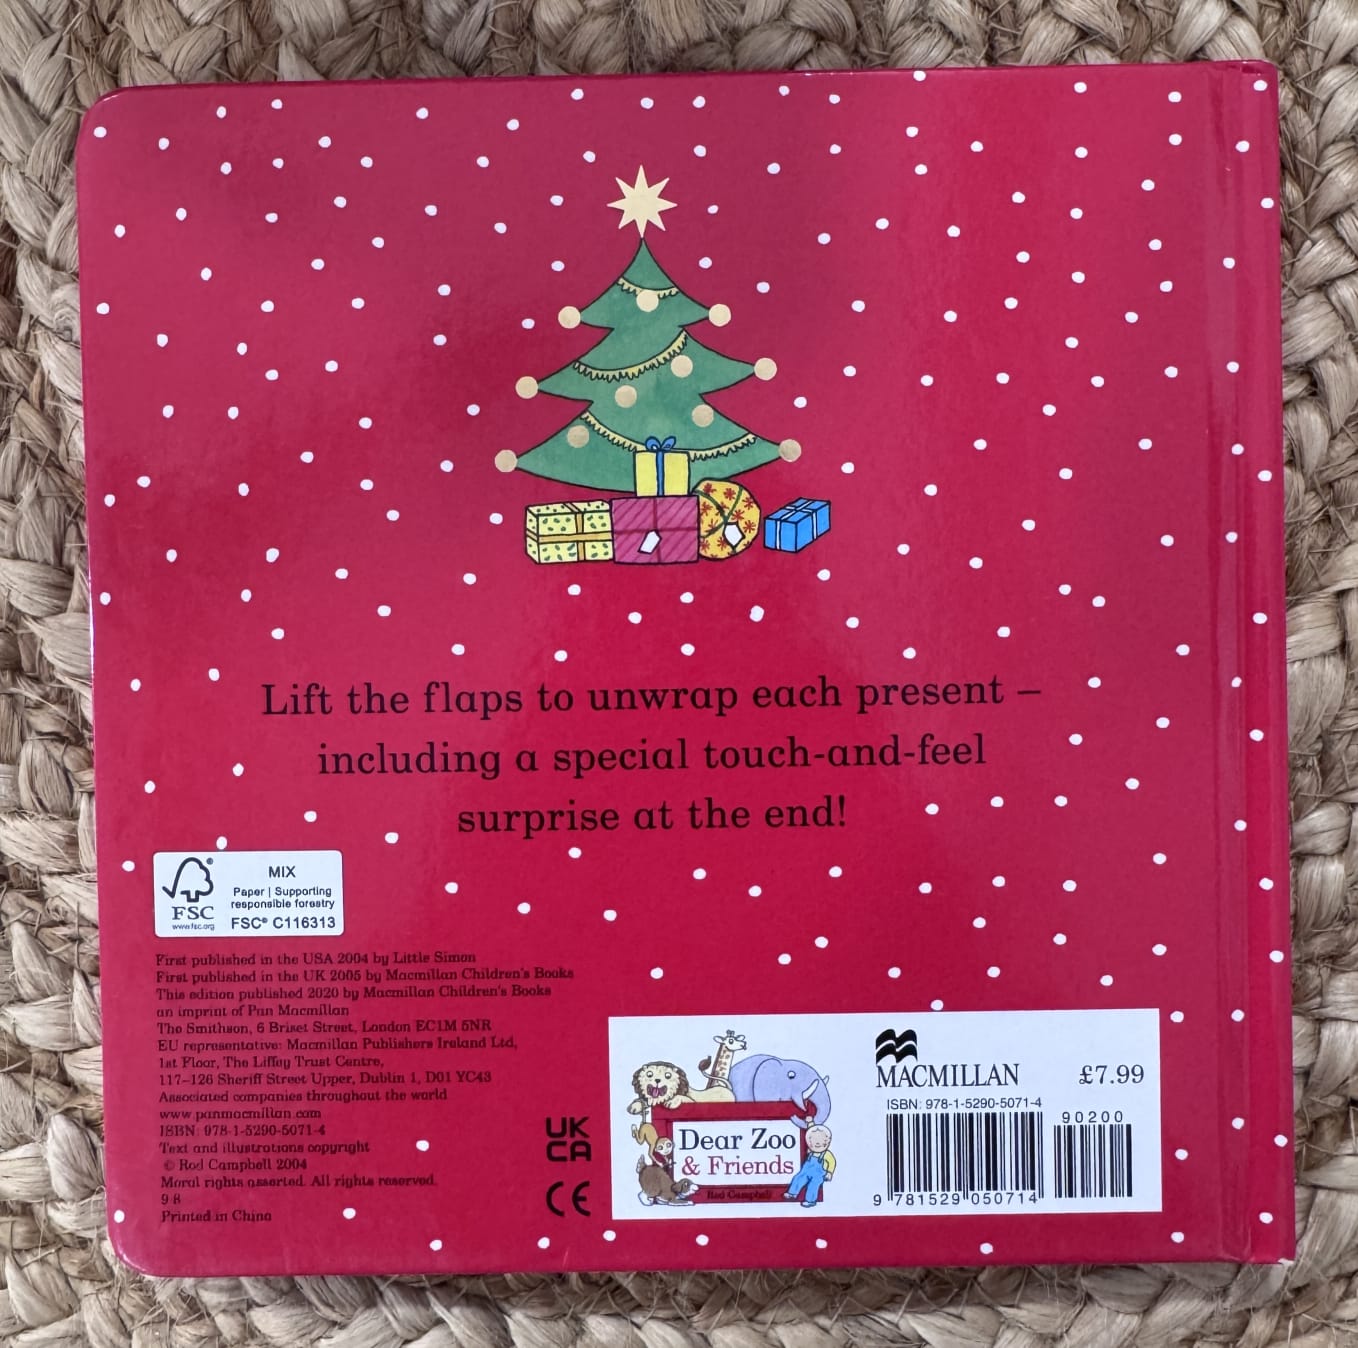 Lift the flaps to unwrap each present –
including a special touch-and-feel
surprise at the end!
FSC®
www.fsc.org
MIX
Paper | Supporting
responsible forestry
FSC® C116313
First published in the USA 2004 by Little Simon
First published in the UK 2005 by Macmillan Children's Books
This edition published 2020 by Macmillan Children's Books
an imprint of Pan Macmillan
The Smithson, 6 Briset Street, London EC1M 5NR
EU representative: Macmillan Publishers Ireland Ltd,
1st Floor, The Liffey Trust Centre,
117–126 Sheriff Street Upper, Dublin 1, D01 YC43
Associated companies throughout the world
www.panmacmillan.com
ISBN: 978-1-5290-5071-4
Text and illustrations copyright
© Rod Campbell 2004
Moral rights asserted. All rights reserved.
9 8
Printed in China
UK
CA
CE
Dear Zoo
& Friends
Rod Campbell
MACMILLAN
£7.99
ISBN: 978-1-5290-5071-4
90200
9 781529 050714